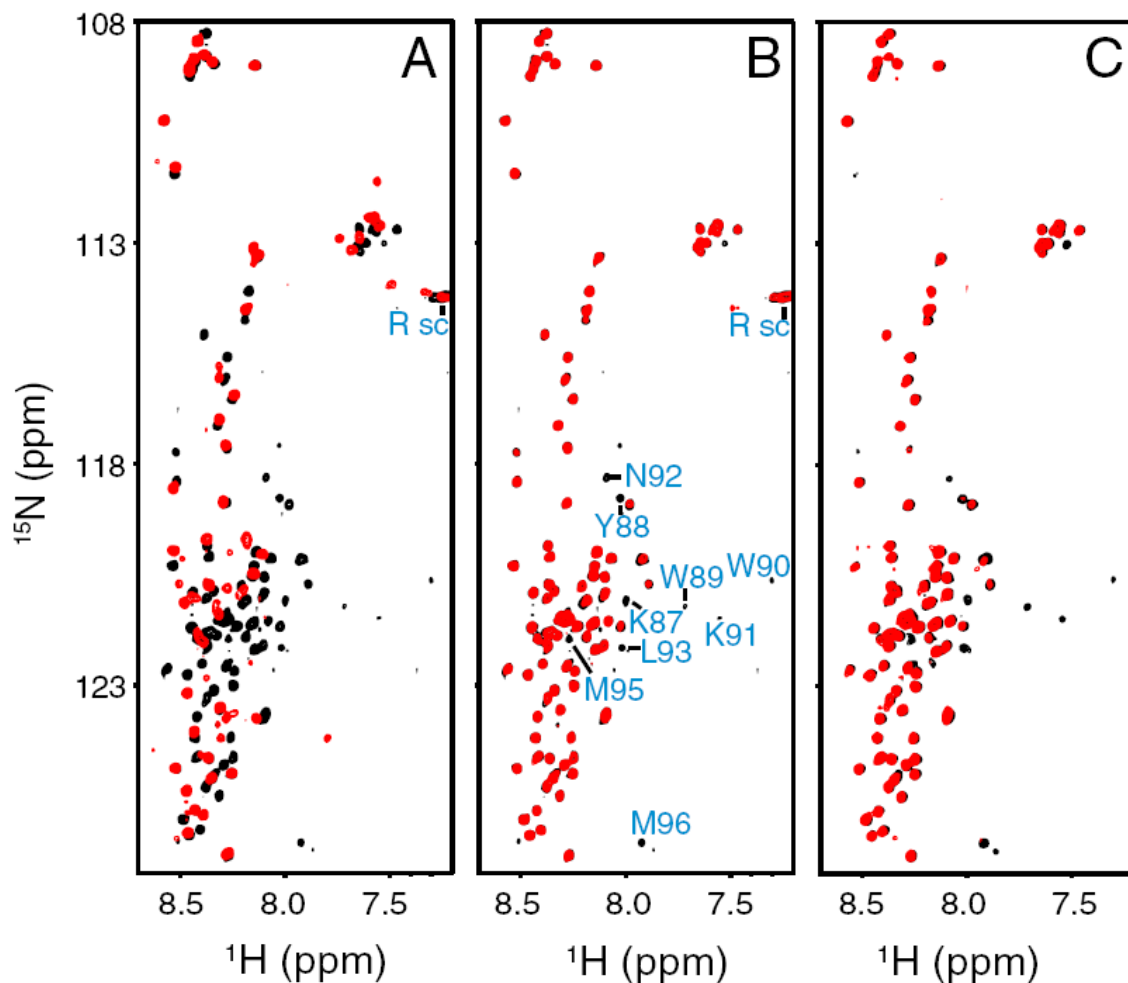 108
113
118
123
¹⁵N (ppm)
A
R sc
8.5 8.0 7.5
¹H (ppm)
B
R sc
N92
Y88
W89
W90
K87
K91
L93
M95
M96
8.5 8.0 7.5
¹H (ppm)
C
8.5 8.0 7.5
¹H (ppm)